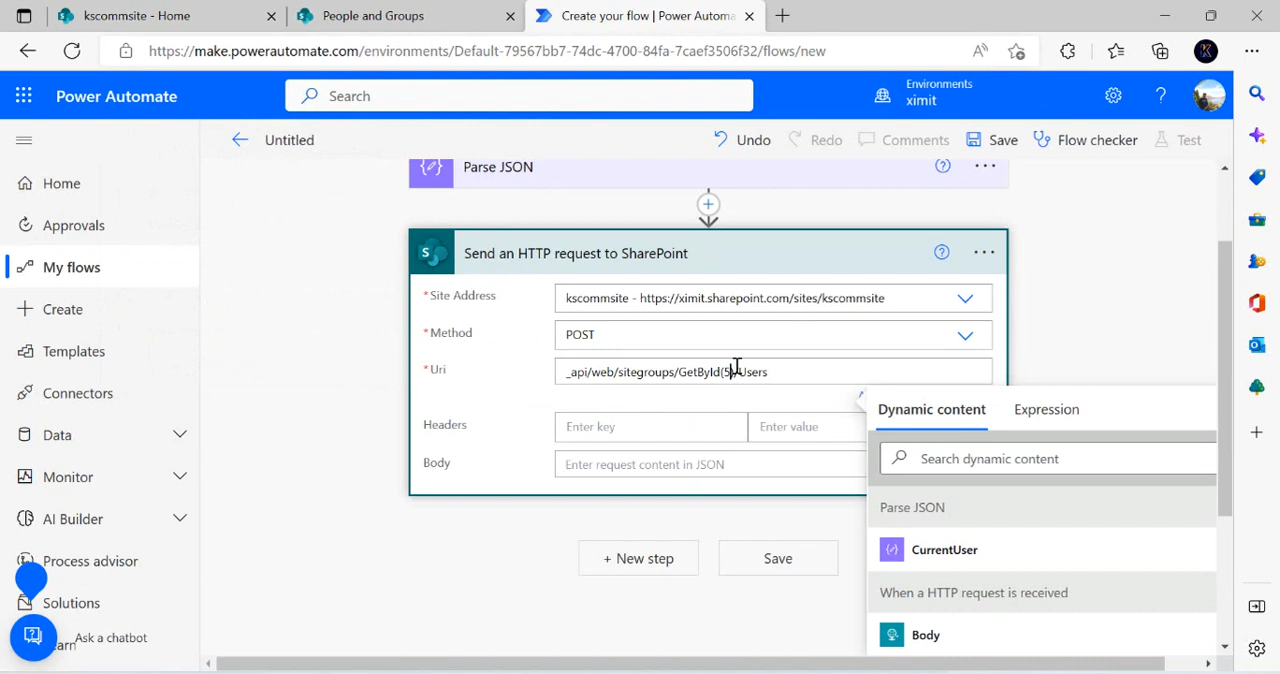 kscommsite - Home
People and Groups
Create your flow | Power Automa
https://make.powerautomate.com/environments/Default-79567bb7-74dc-4700-84fa-7caef3506f32/flows/new
Power Automate
Search
Environments
ximit
Untitled
Undo
Redo
Comments
Save
Flow checker
Test
Home
Approvals
My flows
Create
Templates
Connectors
Data
Monitor
AI Builder
Process advisor
Solutions
earn
Ask a chatbot
Parse JSON
Send an HTTP request to SharePoint
*Site Address
kscommsite - https://ximit.sharepoint.com/sites/kscommsite
*Method
POST
*Uri
_api/web/sitegroups/GetById(5)/Users
Headers
Enter key
Enter value
Body
Enter request content in JSON
+ New step
Save
Dynamic content
Expression
Search dynamic content
Parse JSON
CurrentUser
When a HTTP request is received
Body